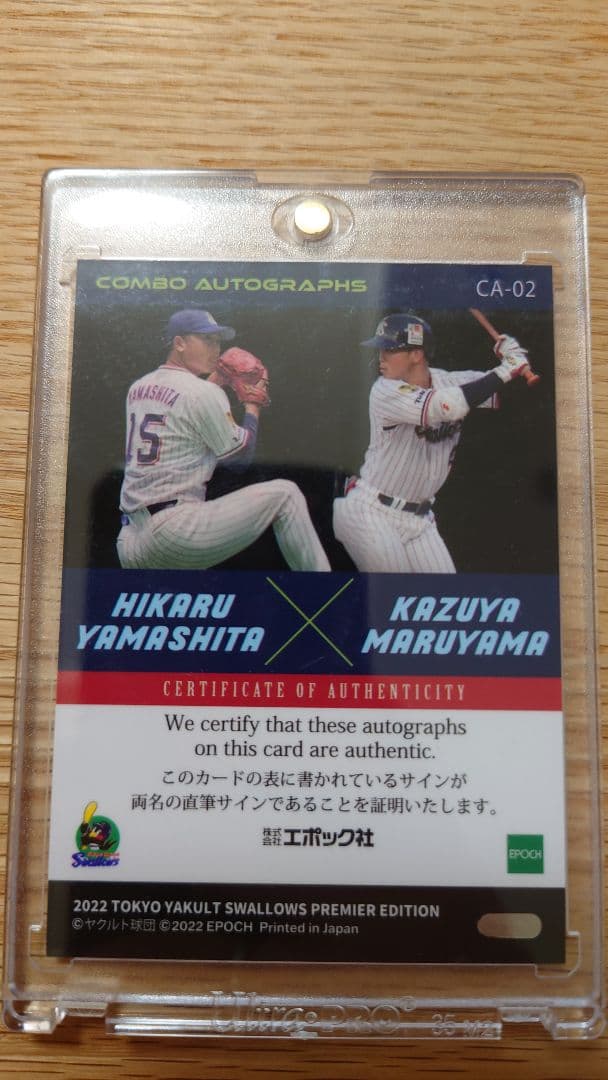 COMBO AUTOGRAPHS
CA-02
YAMASHITA
15
HIKARU
YAMASHITA
KAZUYA
MARUYAMA
CERTIFICATE OF AUTHENTICITY
We certify that these autographs
on this card are authentic.
このカードの表に書かれているサインが
両名の直筆サインであることを証明いたします。
株式会社エポック社
Swallows
EPOCH
2022 TOKYO YAKULT SWALLOWS PREMIER EDITION
©ヤクルト球団 ©2022 EPOCH Printed in Japan
Ultra·PRO®